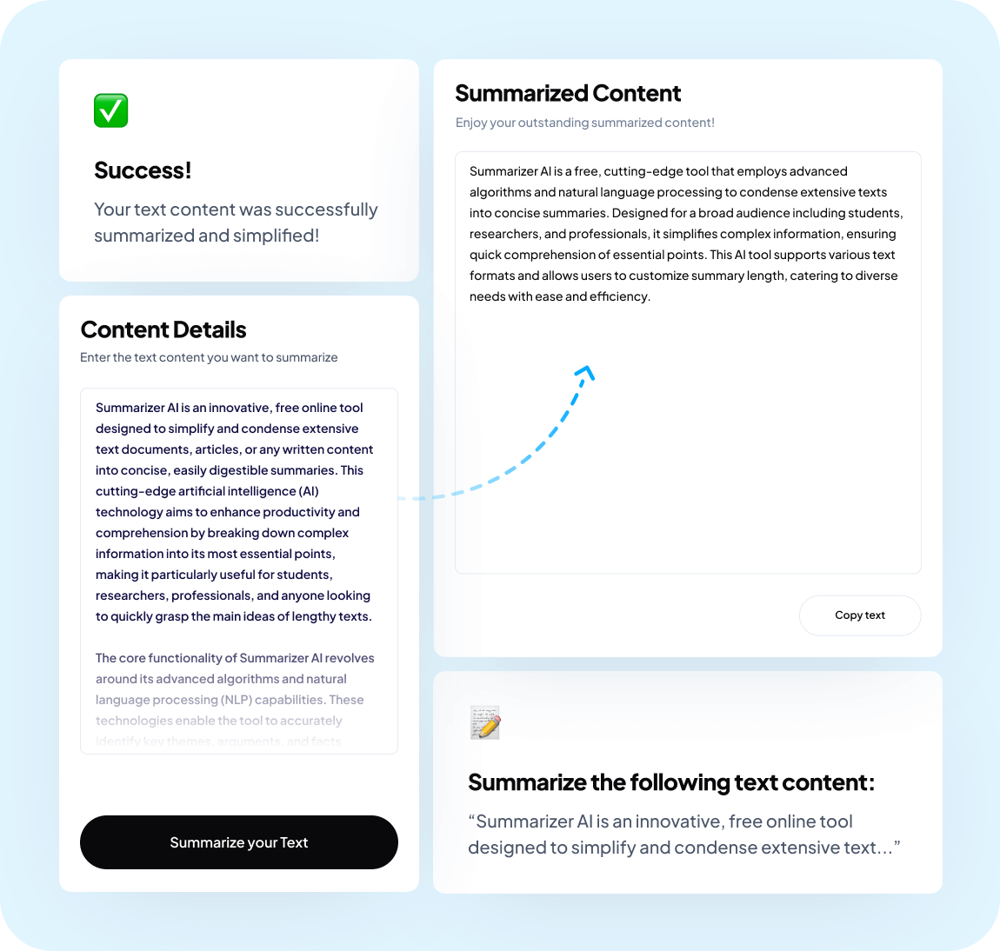 Success!
Your text content was successfully
summarized and simplified!
Content Details
Enter the text content you want to summarize
Summarizer AI is an innovative, free online tool
designed to simplify and condense extensive
text documents, articles, or any written content
into concise, easily digestible summaries. This
cutting-edge artificial intelligence (AI)
technology aims to enhance productivity and
comprehension by breaking down complex
information into its most essential points,
making it particularly useful for students,
researchers, professionals, and anyone looking
to quickly grasp the main ideas of lengthy texts.
The core functionality of Summarizer AI revolves
around its advanced algorithms and natural
language processing (NLP) capabilities. These
technologies enable the tool to accurately
identify key themes, arguments, and facts
Summarize your Text
Summarized Content
Enjoy your outstanding summarized content!
Summarizer AI is a free, cutting-edge tool that employs advanced
algorithms and natural language processing to condense extensive texts
into concise summaries. Designed for a broad audience including students,
researchers, and professionals, it simplifies complex information, ensuring
quick comprehension of essential points. This AI tool supports various text
formats and allows users to customize summary length, catering to diverse
needs with ease and efficiency.
Copy text
Summarize the following text content:
“Summarizer AI is an innovative, free online tool
designed to simplify and condense extensive text...”